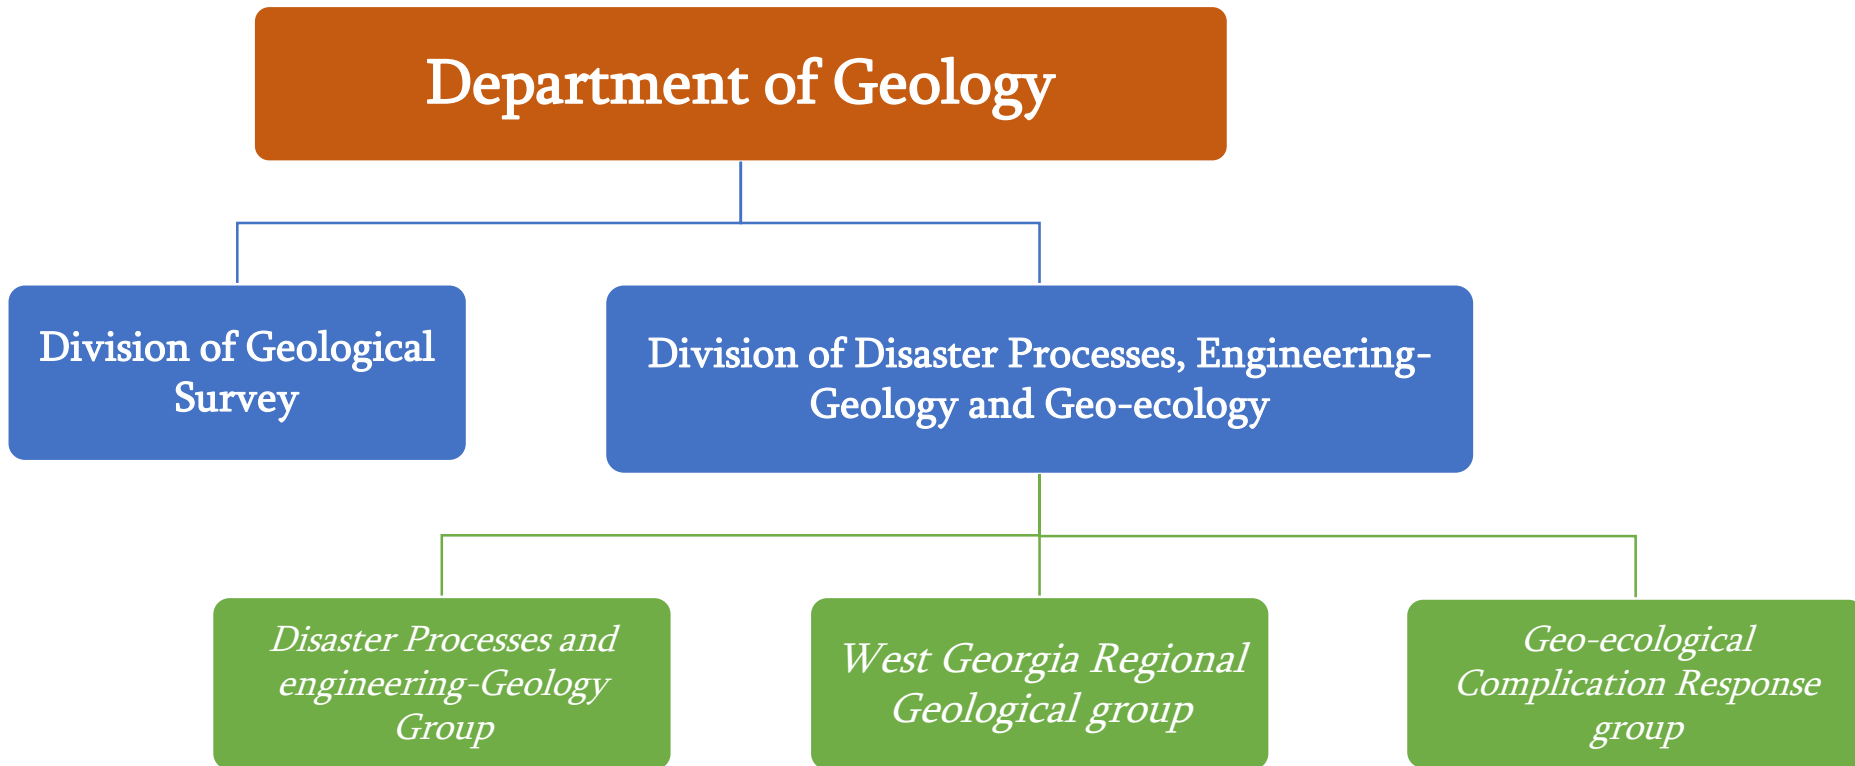 Department of Geology
Division of Geological
Survey
Division of Disaster Processes, Engineering-
Geology and Geo-ecology
Disaster Processes and
engineering-Geology
Group
West Georgia Regional
Geological group
Geo-ecological
Complication Response
group